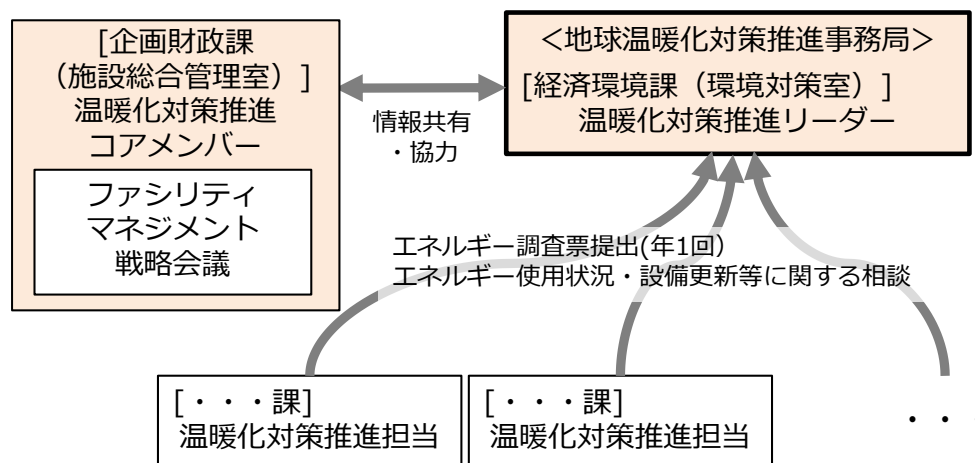 [企画財政課
（施設総合管理室）]
温暖化対策推進
コアメンバー
ファシリティ
マネジメント
戦略会議
情報共有
・協力
＜地球温暖化対策推進事務局＞
[経済環境課（環境対策室）]
温暖化対策推進リーダー
エネルギー調査票提出(年1回）
エネルギー使用状況・設備更新等に関する相談
[・・・課]
温暖化対策推進担当
[・・・課]
温暖化対策推進担当
・・・